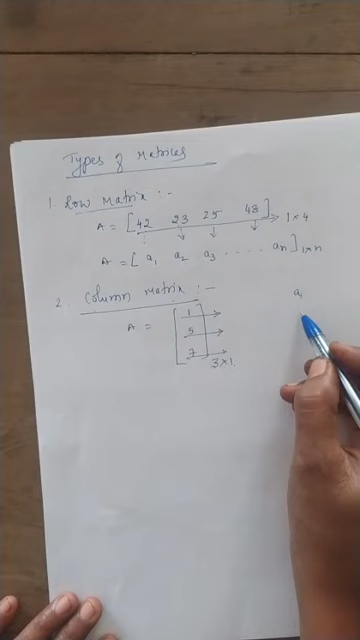 Types of Matrices
1. Row Matrix :-
A = [ 42 23 25 48 ] → 1×4
A = [ a₁ a₂ a₃ . . . . aₙ ]₁ₓₙ
2. Column Matrix :-
A = [ 1
5
7 ] 3×1
a₁